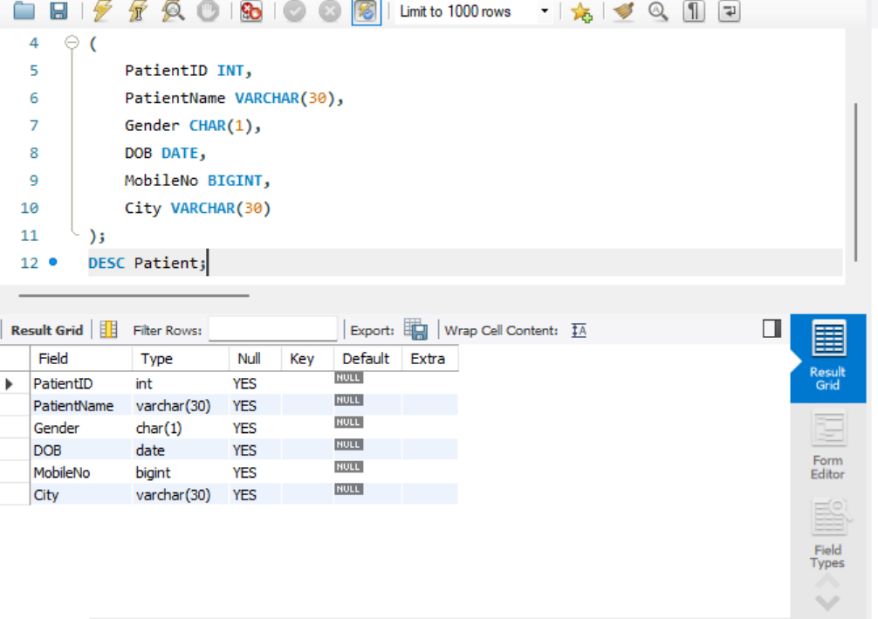 Limit to 1000 rows
4 (
5 PatientID INT,
6 PatientName VARCHAR(30),
7 Gender CHAR(1),
8 DOB DATE,
9 MobileNo BIGINT,
10 City VARCHAR(30)
11 );
12 DESC Patient;
Result Grid Filter Rows: Export: Wrap Cell Content: IA
Field Type Null Key Default Extra
PatientID int YES NULL
PatientName varchar(30) YES NULL
Gender char(1) YES NULL
DOB date YES NULL
MobileNo bigint YES NULL
City varchar(30) YES NULL
Result
Grid
Form
Editor
Field
Types